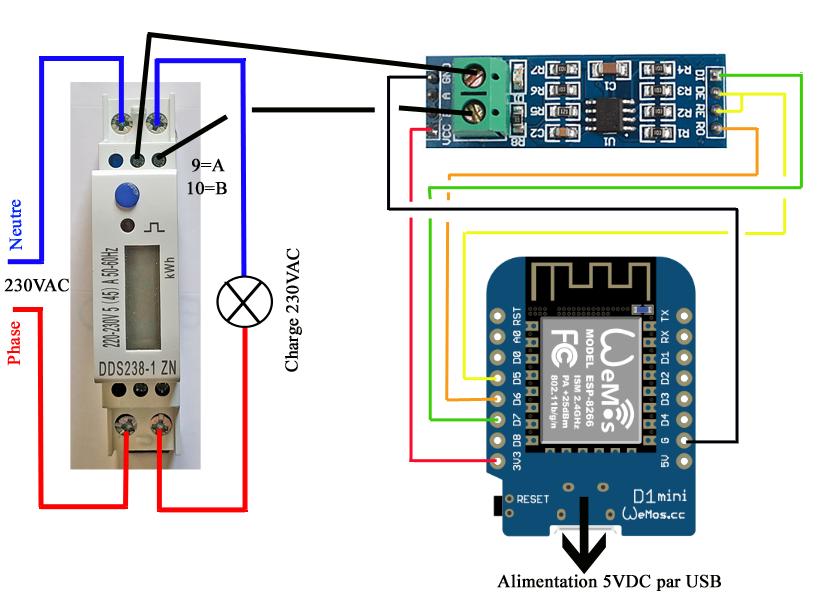 Neutre
230VAC
Phase
9=A
10=B
220-230V 5 (45) A 50-60Hz
kWh
DDS238-1 ZN
Charge 230VAC
GND
A
B
VCC
R7
R6
R5
R8
C2
C1
U1
R4
R3
R2
R1
DI
DE
RE
RO
RST
A0
D0
D5
D6
D7
D8
3V3
TX
RX
D1
D2
D3
D4
G
5V
WeMos
MODEL ESP-8266
ISM 2.4GHz
PA +25dBm
802.11b/g/n
FC
RESET
D1mini
WeMos.cc
Alimentation 5VDC par USB